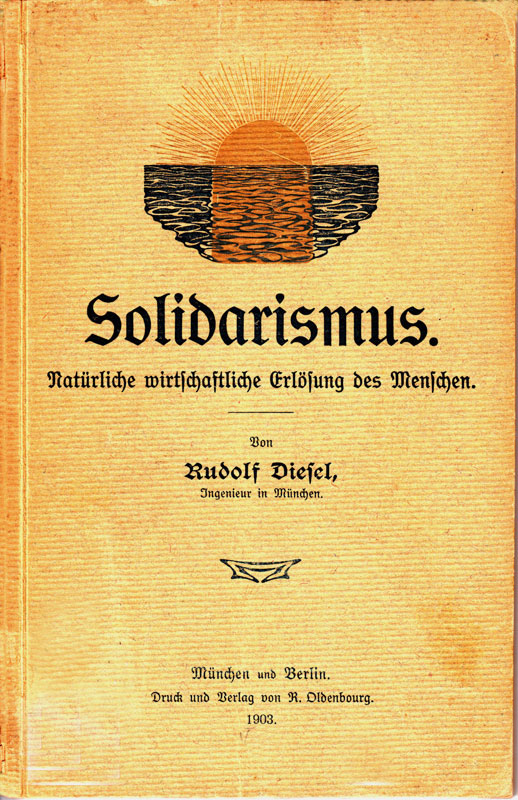 Solidarismus.
Natürliche wirtschaftliche Erlösung des Menschen.
Von
Rudolf Diesel,
Ingenieur in München.
München und Berlin.
Druck und Verlag von R. Oldenbourg.
1903.